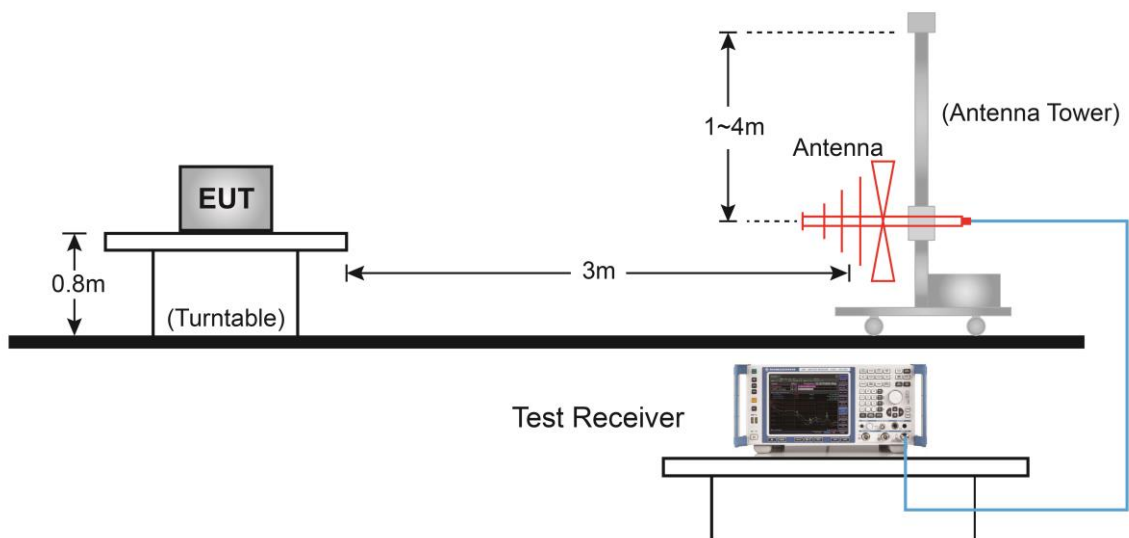 1~4m
(Antenna Tower)
Antenna
EUT
0.8m
3m
(Turntable)
Test Receiver